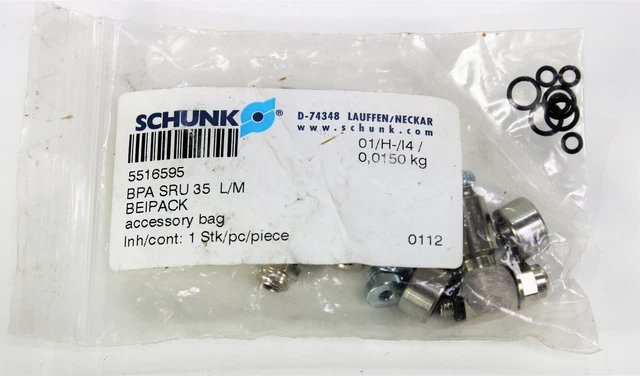 SCHUNK ®
D-74348 LAUFFEN/NECKAR
www.schunk.com
01/H-/I4 /
0,0150 kg
5516595
BPA SRU 35 L/M
BEIPACK
accessory bag
Inh/cont: 1 Stk/pc/piece
0112